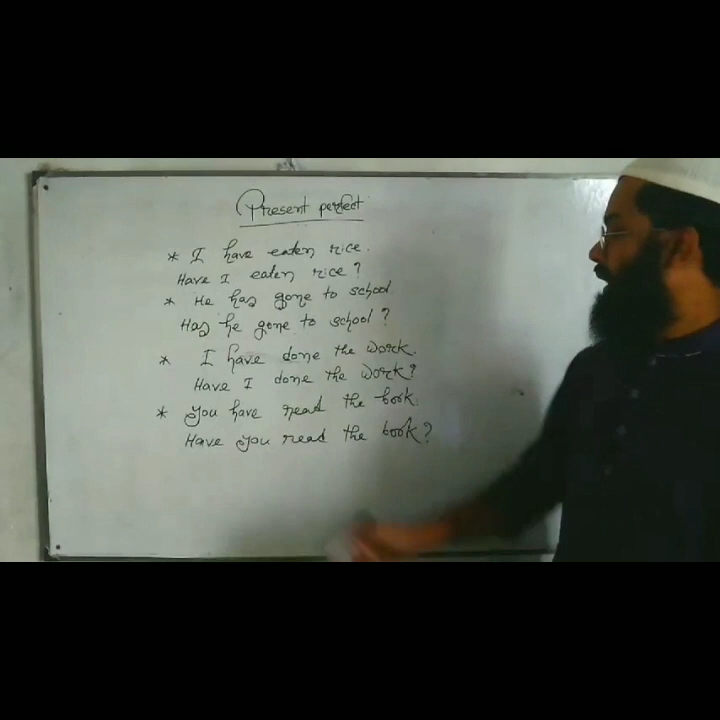 Present perfect
* I have eaten rice.
Have I eaten rice?
* He has gone to school
Has he gone to school?
* I have done the work.
Have I done the work?
* You have read the book.
Have you read the book?